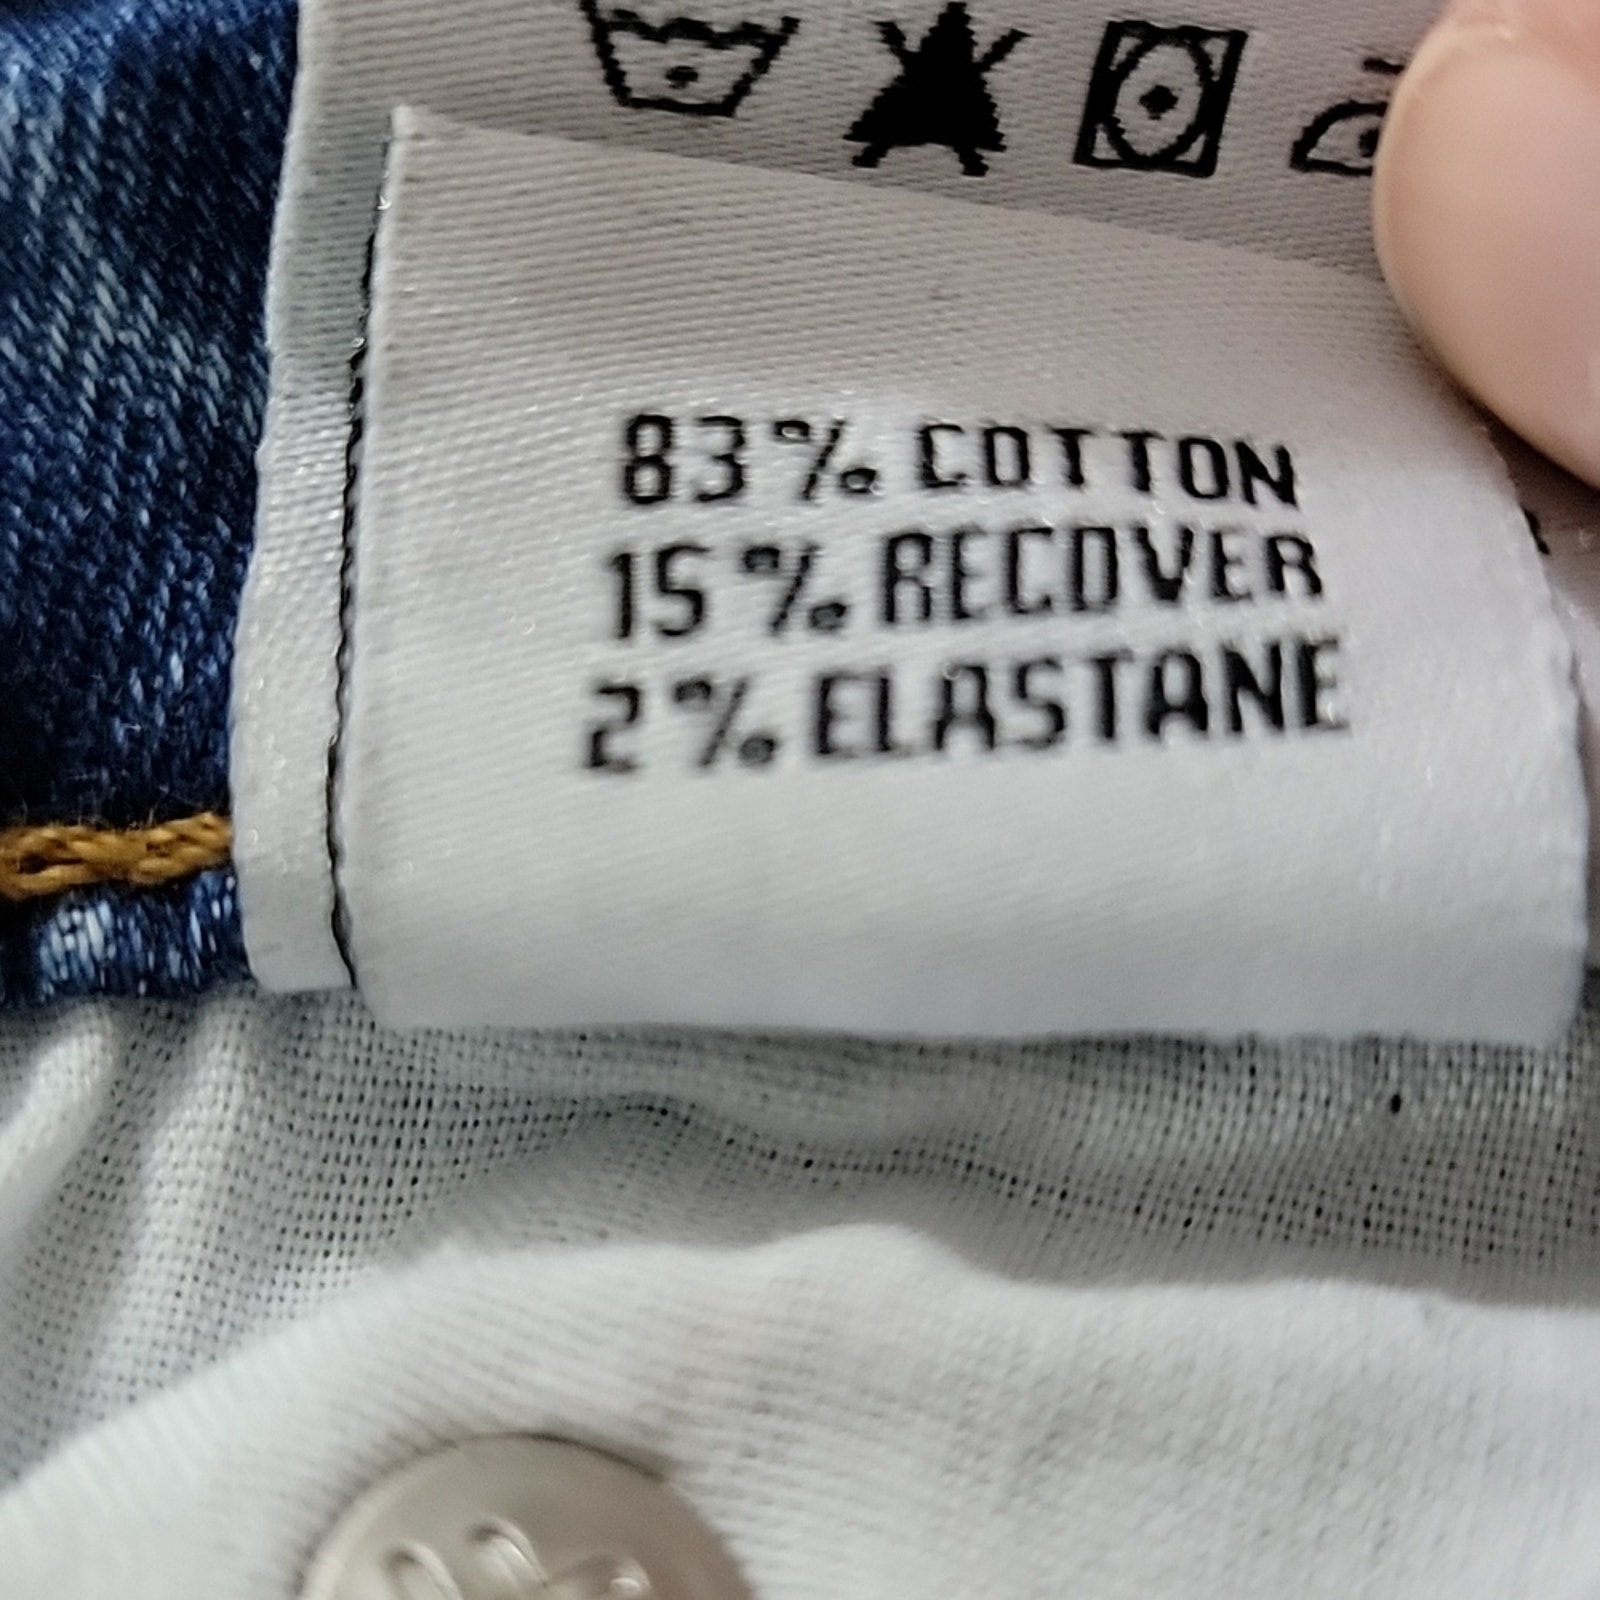 83% COTTON
15% RECOVER
2% ELASTANE